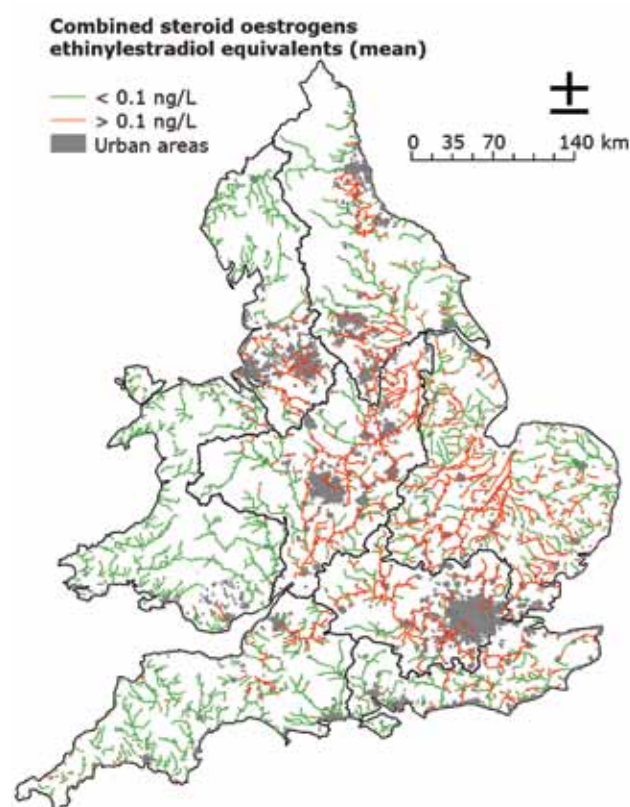 Combined steroid oestrogens
ethinylestradiol equivalents (mean)
< 0.1 ng/L
> 0.1 ng/L
Urban areas
0 35 70 140 km